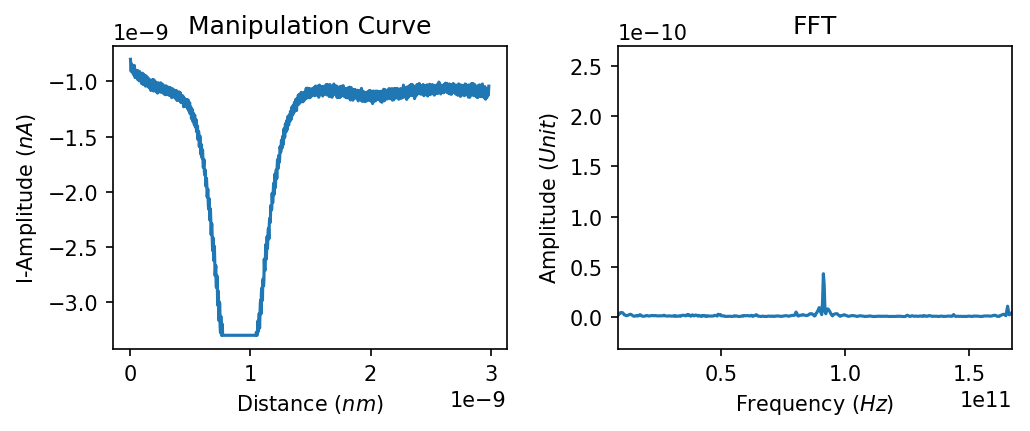 Manipulation Curve
1e−9
−1.0
−1.5
−2.0
−2.5
−3.0
I-Amplitude (nA)
0 1 2 3
1e−9
Distance (nm)
FFT
1e−10
2.5
2.0
1.5
1.0
0.5
0.0
Amplitude (Unit)
0.5 1.0 1.5
1e11
Frequency (Hz)